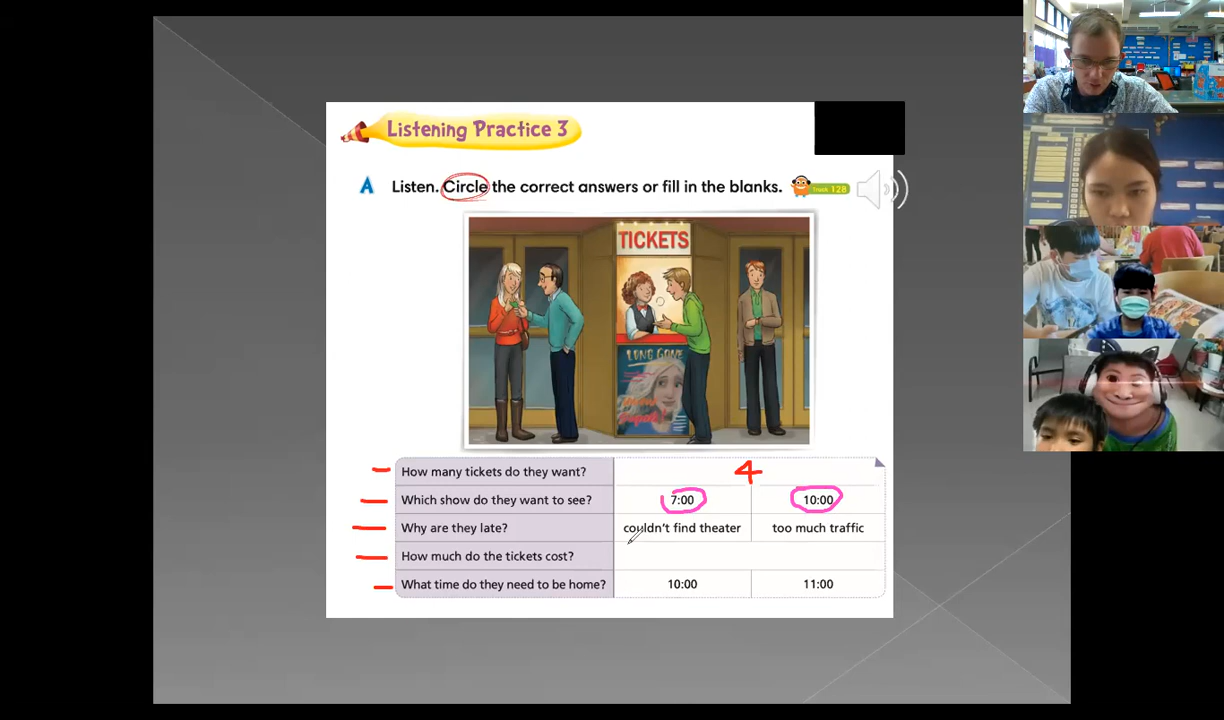 Listening Practice 3
A Listen. Circle the correct answers or fill in the blanks. Track 128
TICKETS
LONG GONE
How many tickets do they want? 4
Which show do they want to see? 7:00 10:00
Why are they late? couldn't find theater too much traffic
How much do the tickets cost?
What time do they need to be home? 10:00 11:00